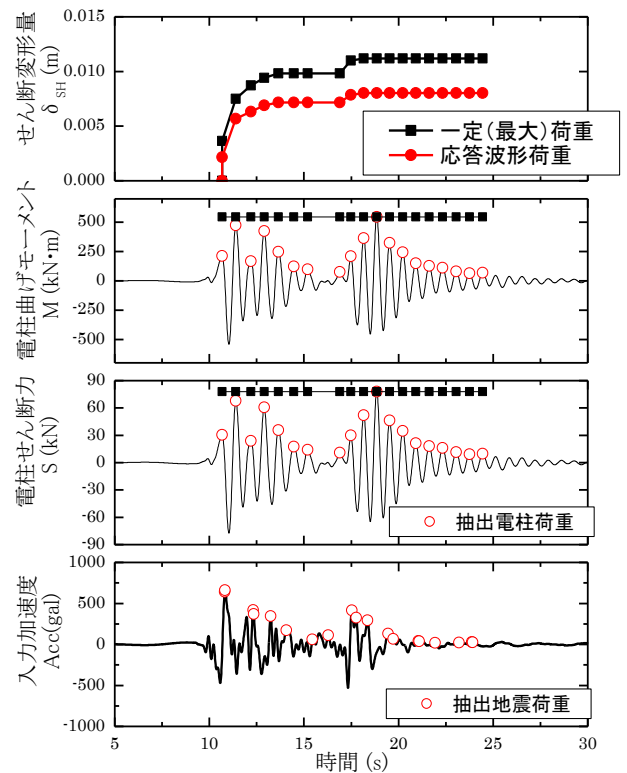 せん断変形量
δSH (m)
0.015
0.010
0.005
0.000
一定(最大)荷重
応答波形荷重
電柱曲げモーメント
M (kN・m)
500
250
0
-250
-500
電柱せん断力
S (kN)
90
60
30
0
-30
-60
-90
抽出電柱荷重
入力加速度
Acc(gal)
1000
500
0
-500
-1000
抽出地震荷重
5
10
15
20
25
30
時間 (s)